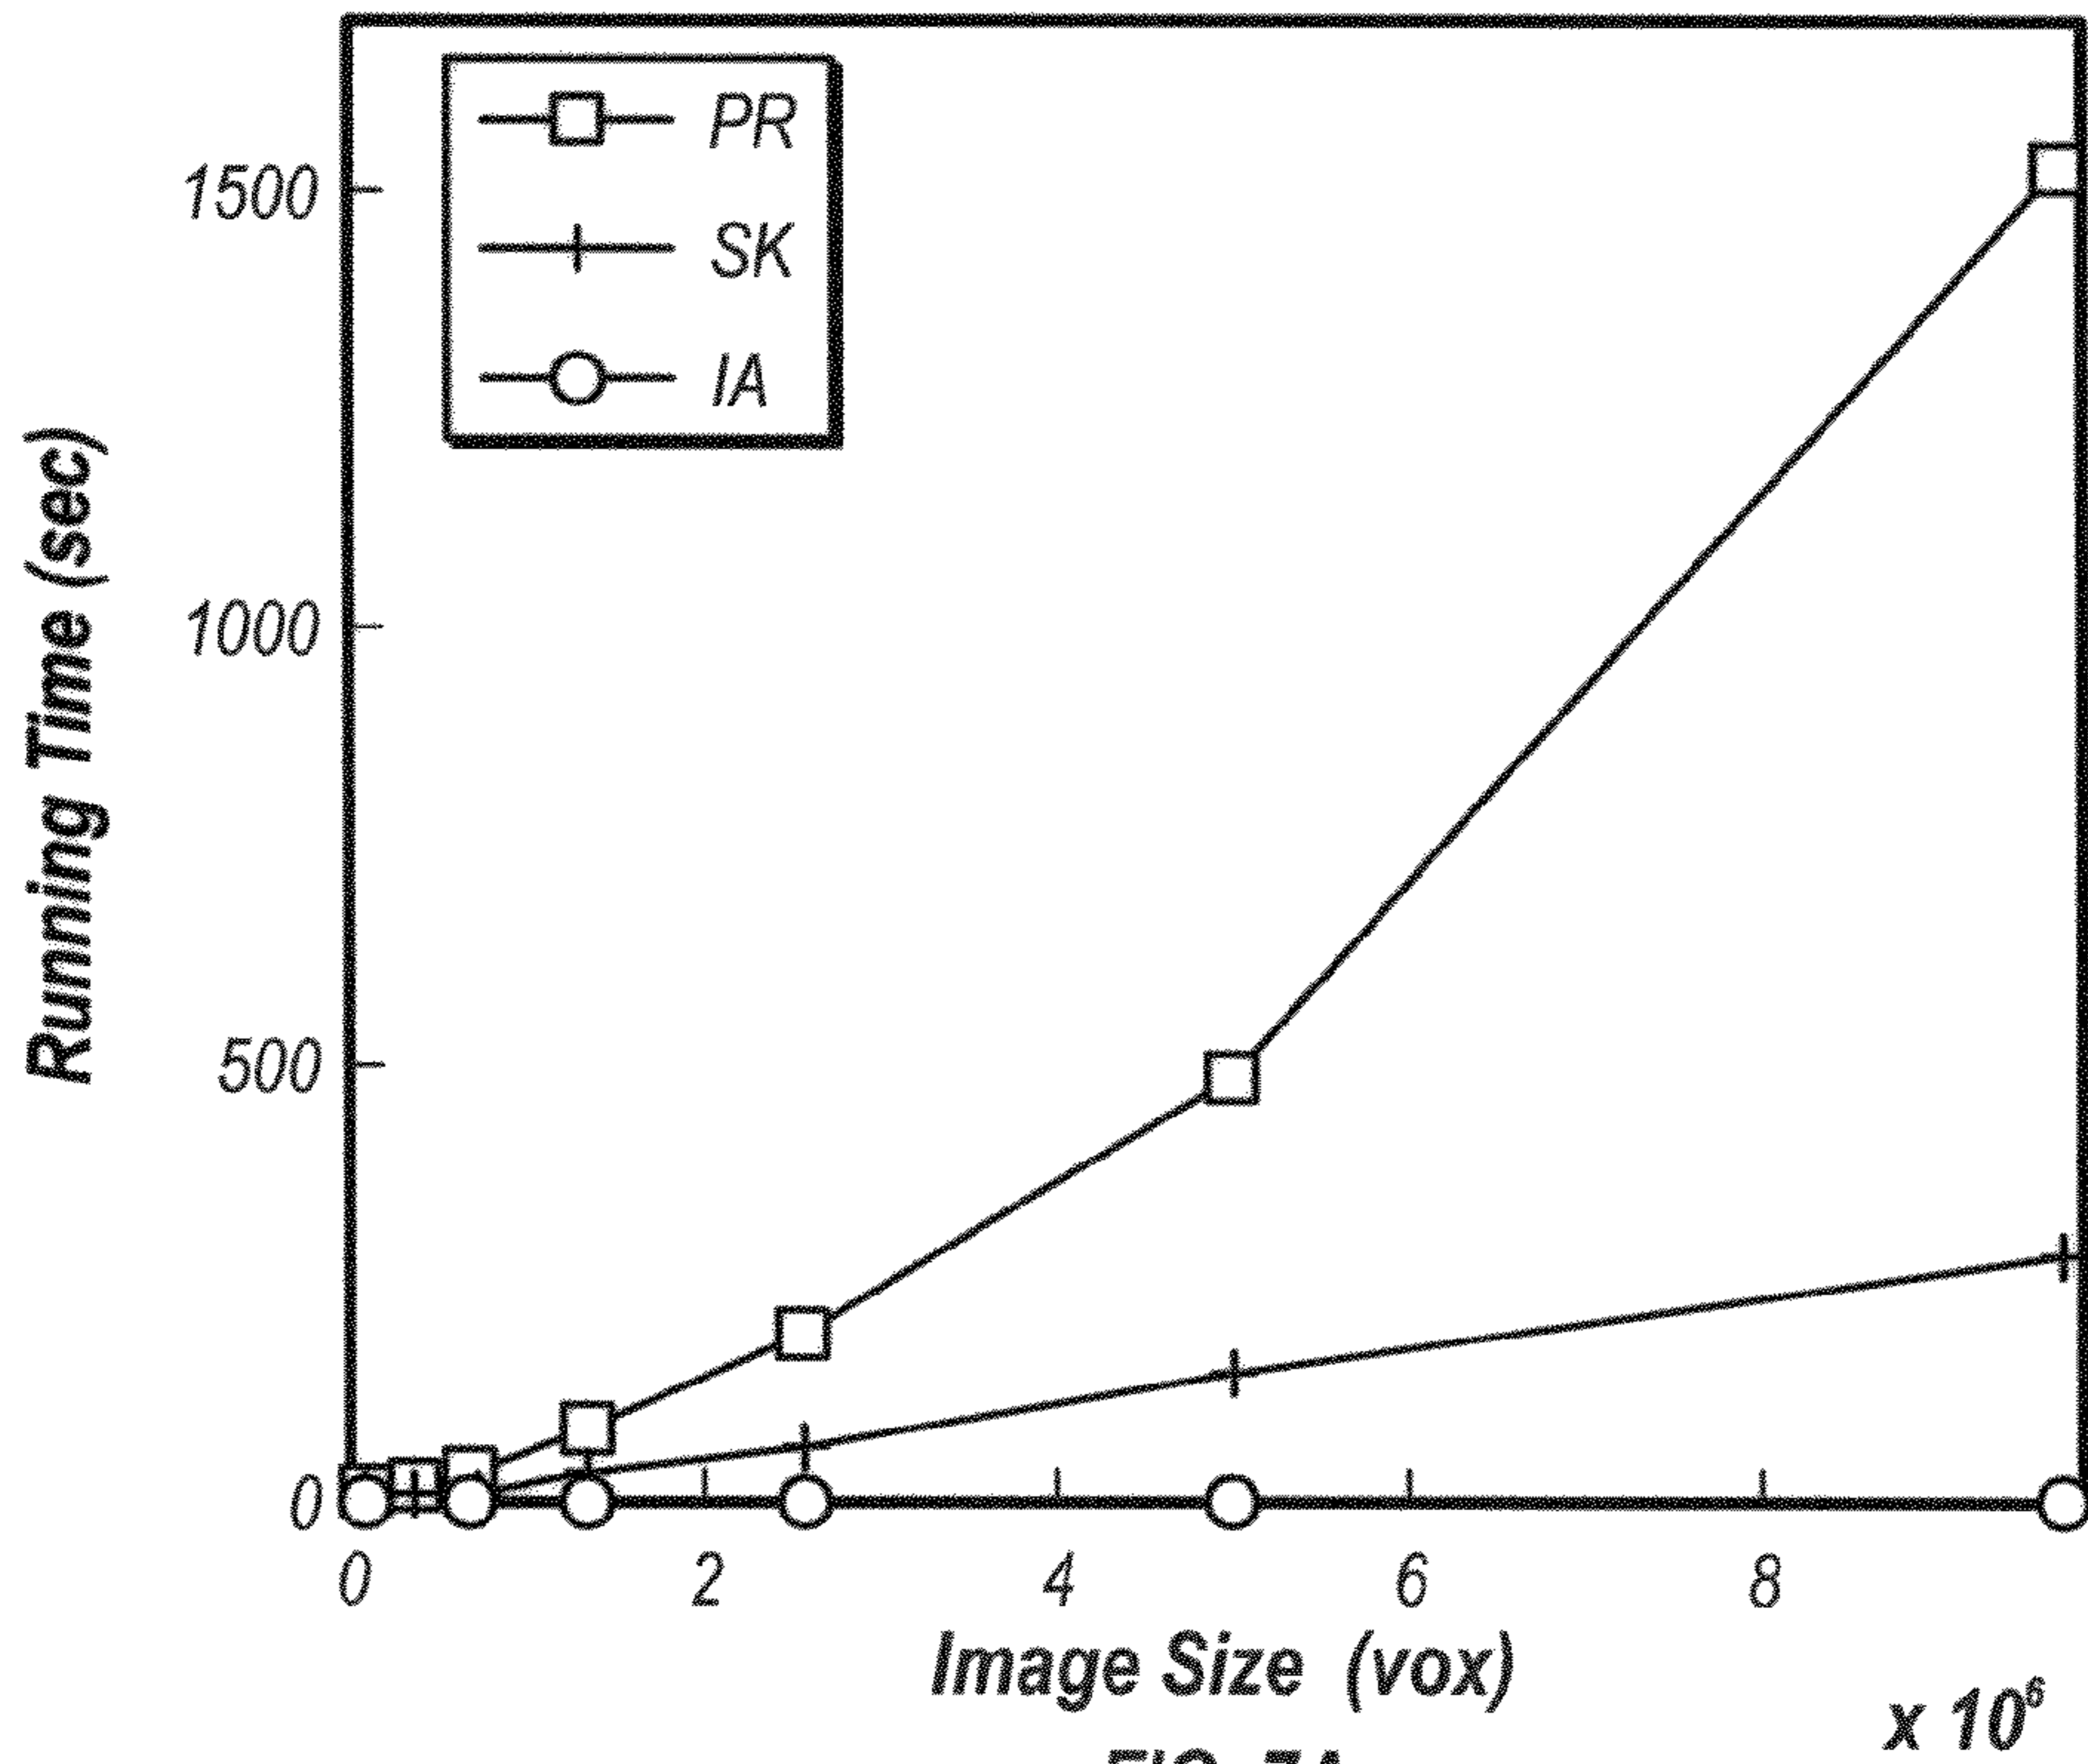 PR
SK
IA
1500
1000
500
0
Running Time (sec)
0 2 4 6 8
Image Size (vox)
x 10⁶